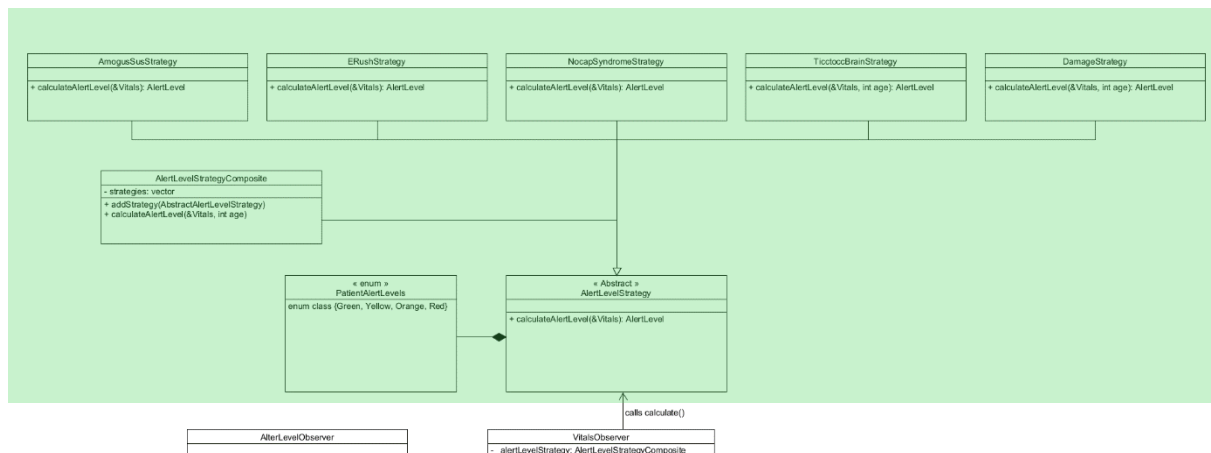 AmogusSusStrategy
+ calculateAlertLevel(&Vitals): AlertLevel
ERushStrategy
+ calculateAlertLevel(&Vitals): AlertLevel
NocapSyndromeStrategy
+ calculateAlertLevel(&Vitals): AlertLevel
TicctoccBrainStrategy
+ calculateAlertLevel(&Vitals, int age): AlertLevel
DamageStrategy
+ calculateAlertLevel(&Vitals, int age): AlertLevel
AlertLevelStrategyComposite
- strategies: vector
+ addStrategy(AbstractAlertLevelStrategy)
+ calculateAlertLevel(&Vitals, int age)
« enum »
PatientAlertLevels
enum class {Green, Yellow, Orange, Red}
« Abstract »
AlertLevelStrategy
+ calculateAlertLevel(&Vitals): AlertLevel
calls calculate()
AlterLevelObserver
VitalsObserver
- alertLevelStrategy: AlertLevelStrategyComposite